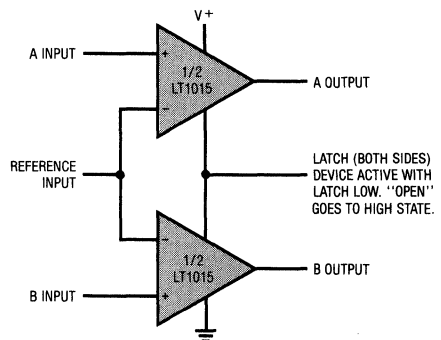 V+
A INPUT
+
1/2
LT1015
−
A OUTPUT
REFERENCE
INPUT
LATCH (BOTH SIDES)
DEVICE ACTIVE WITH
LATCH LOW. "OPEN"
GOES TO HIGH STATE.
−
1/2
LT1015
+
B OUTPUT
B INPUT